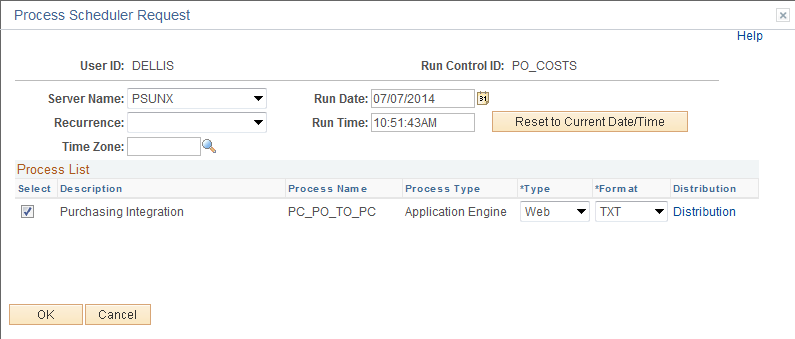 Process Scheduler Request
Help
User ID: DELLIS Run Control ID: PO_COSTS
Server Name: PSUNX Run Date: 07/07/2014 31
Recurrence: Run Time: 10:51:43AM Reset to Current Date/Time
Time Zone:
Process List
Select Description Process Name Process Type *Type *Format Distribution
Purchasing Integration PC_PO_TO_PC Application Engine Web TXT Distribution
OK Cancel